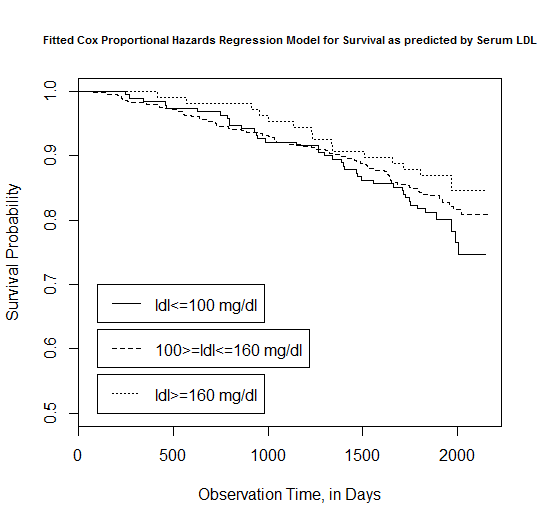 Fitted Cox Proportional Hazards Regression Model for Survival as predicted by Serum LDL
1.0
0.9
0.8
0.7
0.6
0.5
Survival Probability
ldl<=100 mg/dl
100>=ldl<=160 mg/dl
ldl>=160 mg/dl
0 500 1000 1500 2000
Observation Time, in Days